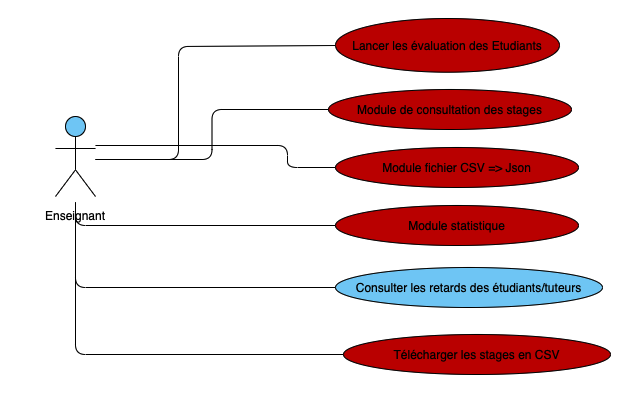 Lancer les évaluation des Etudiants
Module de consultation des stages
Module fichier CSV => Json
Enseignant
Module statistique
Consulter les retards des étudiants/tuteurs
Télécharger les stages en CSV